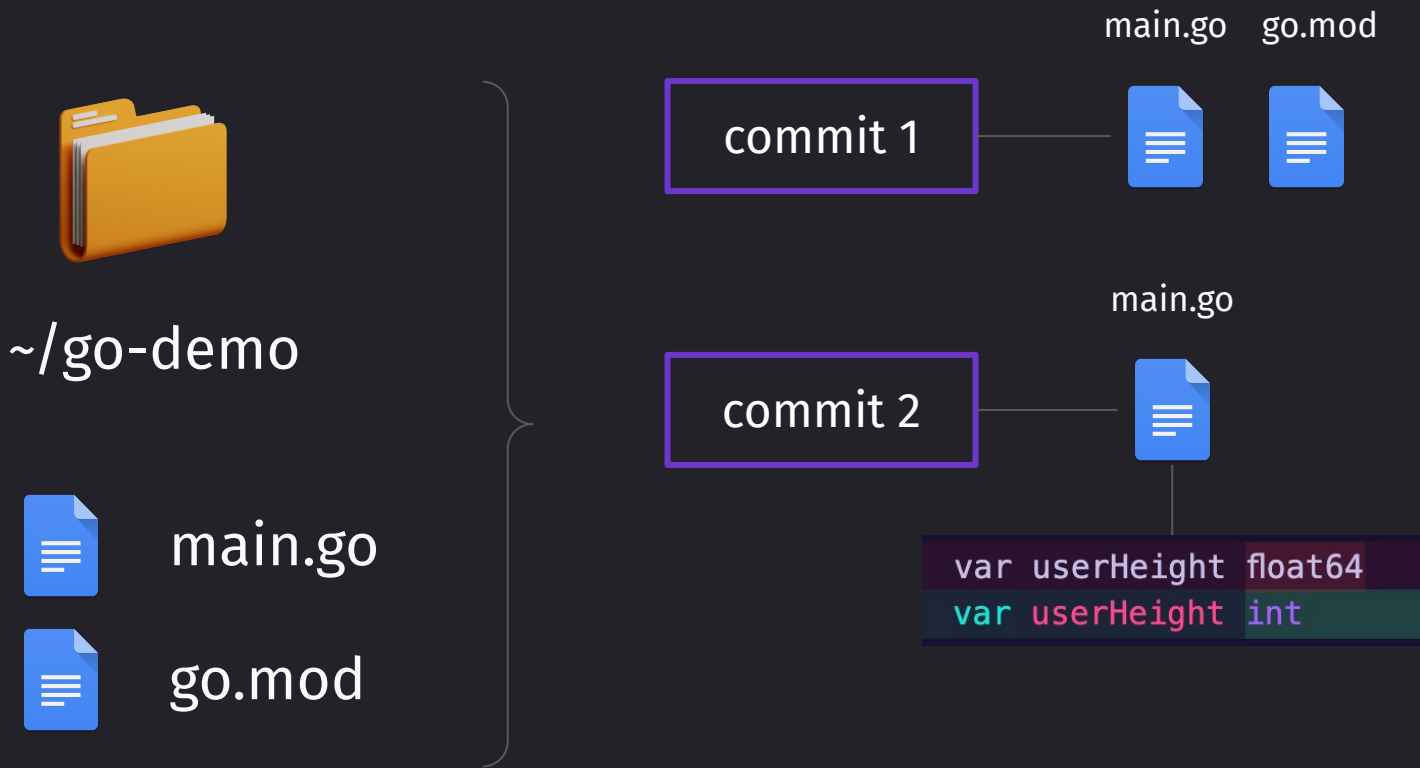 ~/go-demo
main.go
go.mod
main.go go.mod
commit 1
main.go
commit 2
var userHeight float64
var userHeight int